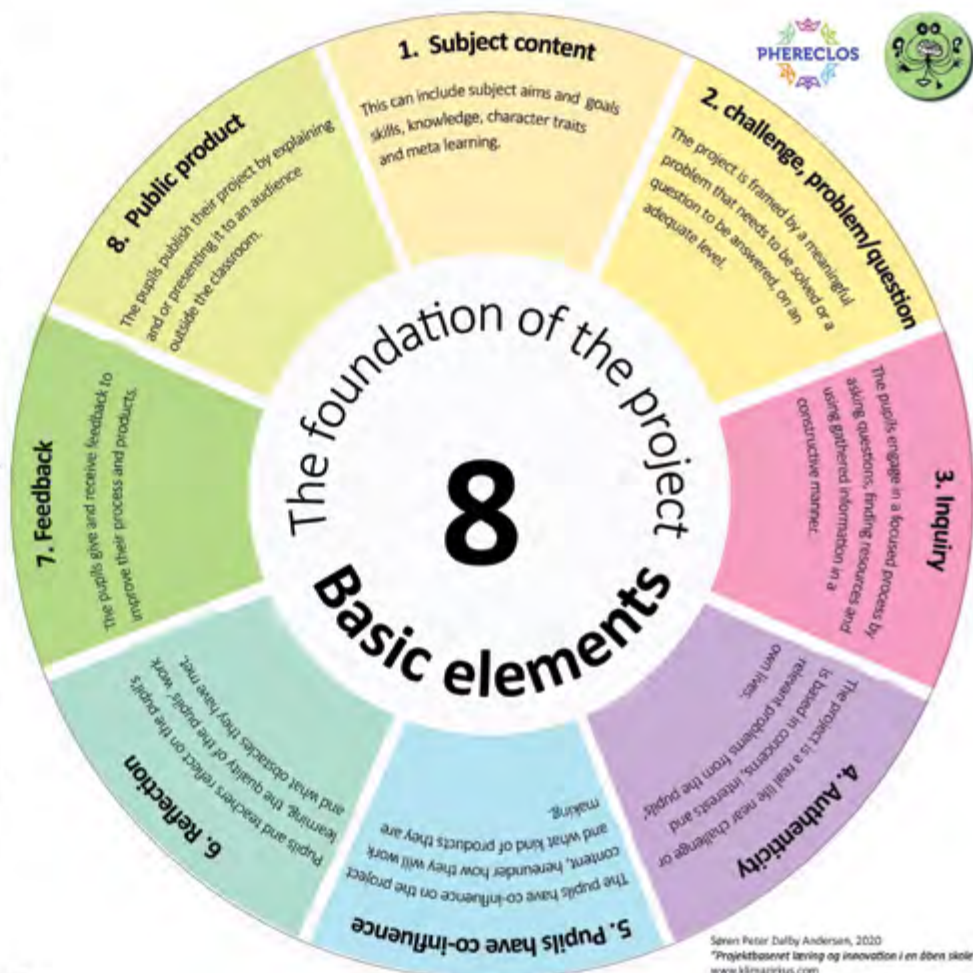 PHERECLOS
1. Subject content
This can include subject aims and goals
skills, knowledge, character traits
and meta learning.
2. challenge, problem/question
The project is framed by a meaningful
problem that needs to be solved or a
question to be answered, on an
adequate level.
3. Inquiry
The pupils engage in a focused process by
asking questions, finding resources and
using gathered information in a
constructive manner.
4. Authenticity
The project is a real life near challenge or
is based in concerns, interests and
relevant problems from the pupils'
own lives.
5. Pupils have co-influence
The pupils have co-influence on the project
content, hereunder how they will work
and what kind of products they are
making.
6. Reflection
Pupils and teachers reflect on the pupil's
learning, the quality of the pupils' work
and what obstacles they have met.
7. Feedback
The pupils give and receive feedback to
improve their process and products.
8. Public product
The pupils publish their project by explaining
and or presenting it to an audience
outside the classroom.
The foundation of the project
8
Basic elements
Søren Peter Dalby Andersen, 2020
"Projektbaseret læring og innovation i en åben skole
www.klimazirkus.com